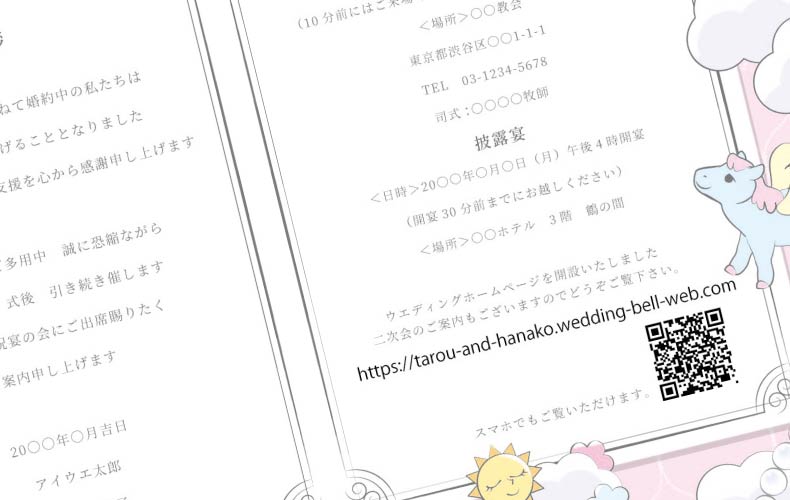 ねて婚約中の私たちは
げることとなりました
支援を心から感謝申し上げます
多用中　誠に恐縮ながら
式後　引き続き催します
祝宴の会にご出席賜りたく
案内申し上げます
20〇〇年〇月吉日
アイウエ太郎
(10分前にはご来場
＜場所＞〇〇教会
東京都渋谷区〇〇1-1-1
TEL　03-1234-5678
司式：〇〇〇〇牧師
披露宴
＜日時＞20〇〇年〇月〇日（月）午後４時開宴
（開宴30分前までにお越しください）
＜場所＞〇〇ホテル　３階　鶴の間
ウエディングホームページを開設いたしました
二次会のご案内もございますのでどうぞご覧下さい。
https://tarou-and-hanako.wedding-bell-web.com
スマホでもご覧いただけます。